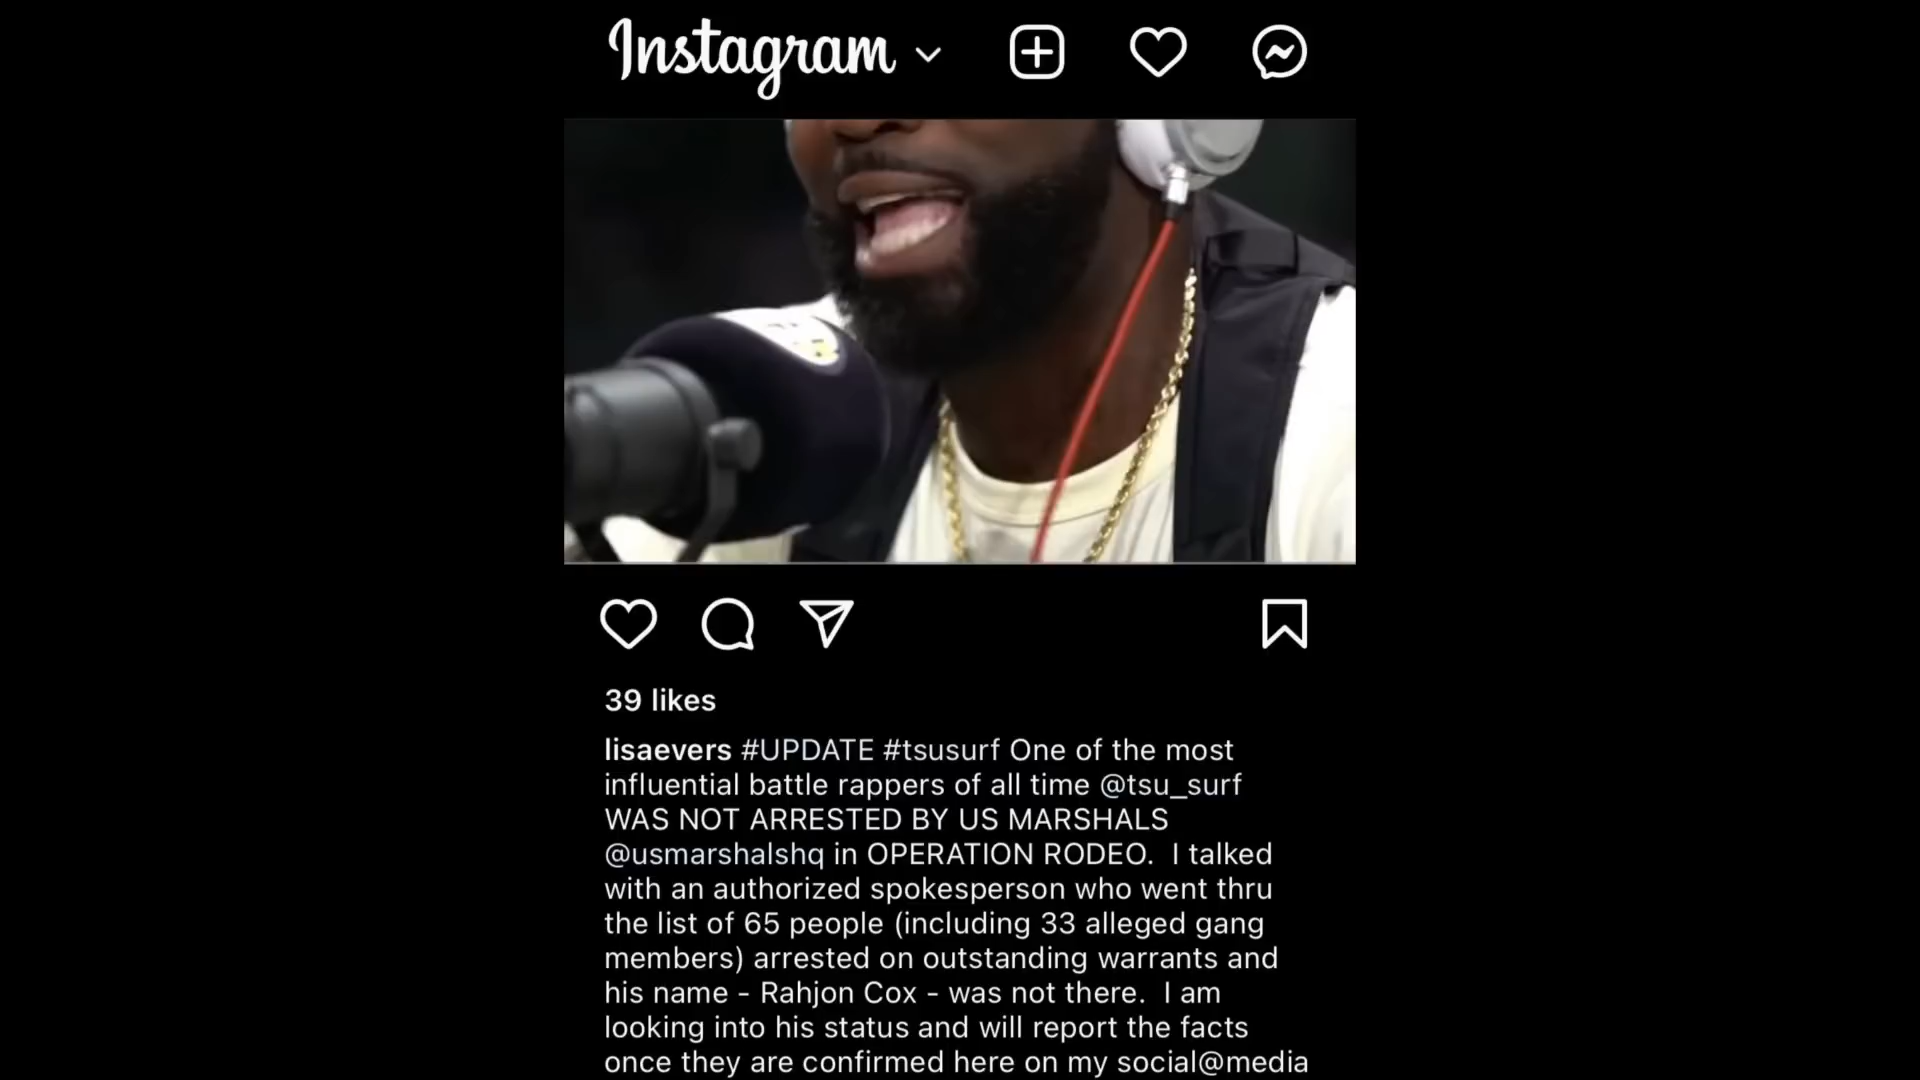 Instagram
39 likes
lisaevers #UPDATE #tsusurf One of the most
influential battle rappers of all time @tsu_surf
WAS NOT ARRESTED BY US MARSHALS
@usmarshalshq in OPERATION RODEO.  I talked
with an authorized spokesperson who went thru
the list of 65 people (including 33 alleged gang
members) arrested on outstanding warrants and
his name - Rahjon Cox - was not there.  I am
looking into his status and will report the facts
once they are confirmed here on my social@media